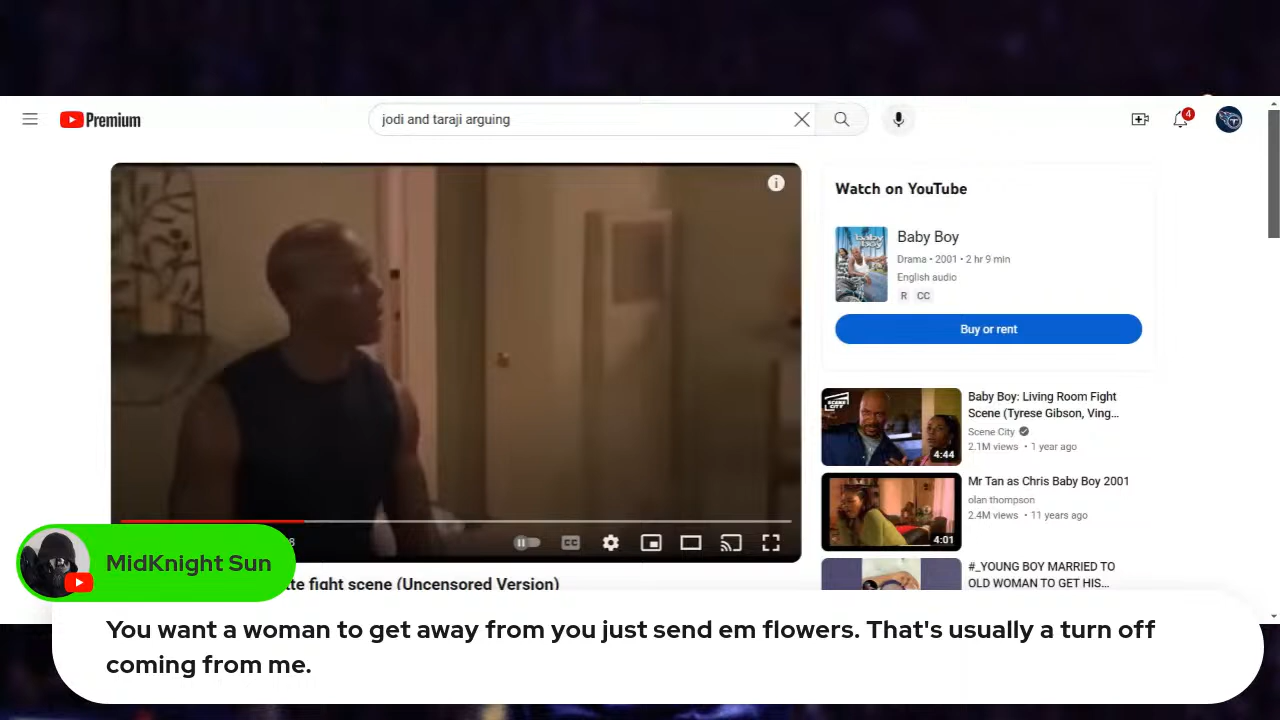 Premium
jodi and taraji arguing
4
Watch on YouTube
Baby Boy
Drama • 2001 • 2 hr 9 min
English audio
R CC
Buy or rent
Baby Boy: Living Room Fight
Scene (Tyrese Gibson, Ving...
Scene City
2.1M views • 1 year ago
4:44
Mr Tan as Chris Baby Boy 2001
olan thompson
2.4M views • 11 years ago
4:01
#_YOUNG BOY MARRIED TO
OLD WOMAN TO GET HIS...
CC
8
tte fight scene (Uncensored Version)
MidKnight Sun
You want a woman to get away from you just send em flowers. That's usually a turn off
coming from me.